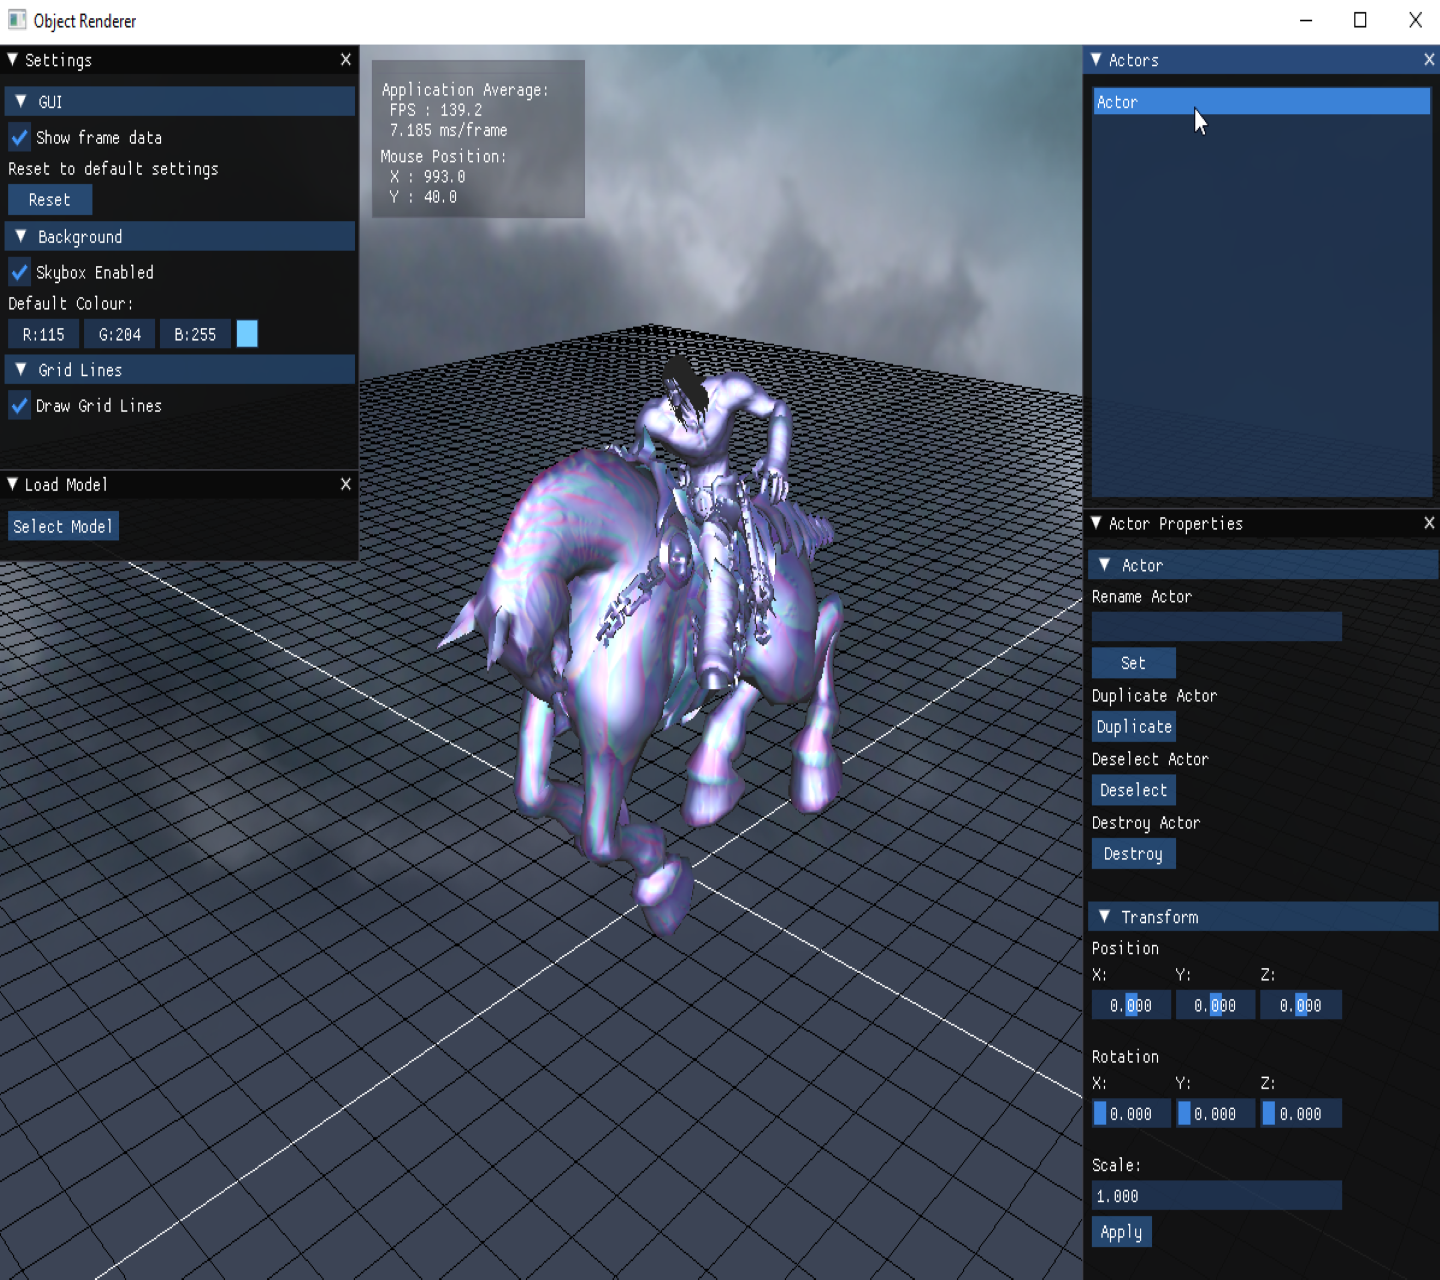 Object Renderer
Settings
GUI
Show frame data
Reset to default settings
Reset
Background
Skybox Enabled
Default Colour:
R:115 G:204 B:255
Grid Lines
Draw Grid Lines
Load Model
Select Model
Application Average:
FPS : 139.2
7.185 ms/frame
Mouse Position:
X : 993.0
Y : 40.0
Actors
Actor
Actor Properties
Actor
Rename Actor
Set
Duplicate Actor
Duplicate
Deselect Actor
Deselect
Destroy Actor
Destroy
Transform
Position
X: Y: Z:
0.000 0.000 0.000
Rotation
X: Y: Z:
0.000 0.000 0.000
Scale:
1.000
Apply